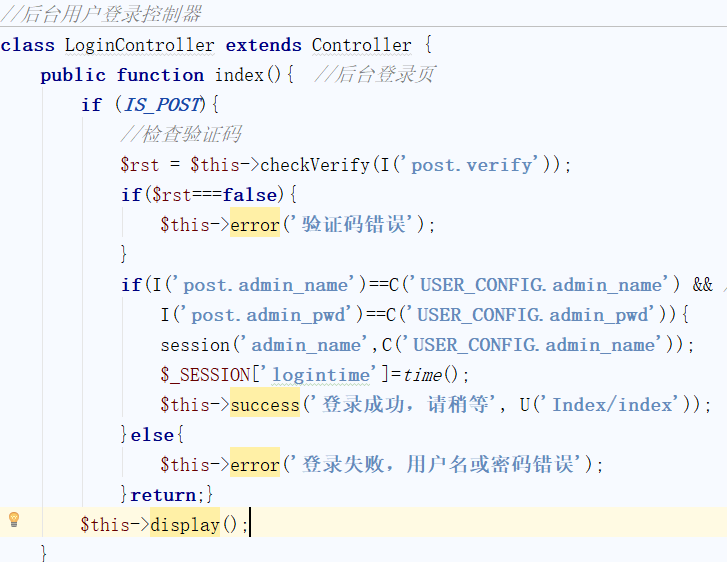 //后台用户登录控制器
class LoginController extends Controller {
    public function index(){  //后台登录页
        if (IS_POST){
            //检查验证码
            $rst = $this->checkVerify(I('post.verify'));
            if($rst===false){
                $this->error('验证码错误');
            }
            if(I('post.admin_name')==C('USER_CONFIG.admin_name') && /
                I('post.admin_pwd')==C('USER_CONFIG.admin_pwd')){
                session('admin_name',C('USER_CONFIG.admin_name'));
                $_SESSION['logintime']=time();
                $this->success('登录成功，请稍等', U('Index/index'));
            }else{
                $this->error('登录失败，用户名或密码错误');
            }return;}
        $this->display();
    }